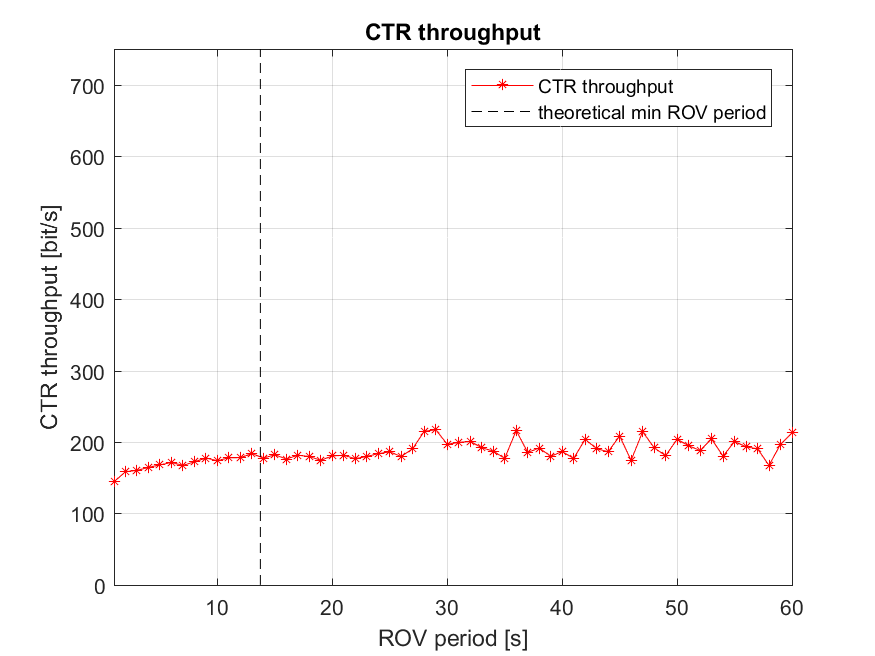 CTR throughput
CTR throughput
theoretical min ROV period
CTR throughput [bit/s]
700
600
500
400
300
200
100
0
10
20
30
40
50
60
ROV period [s]